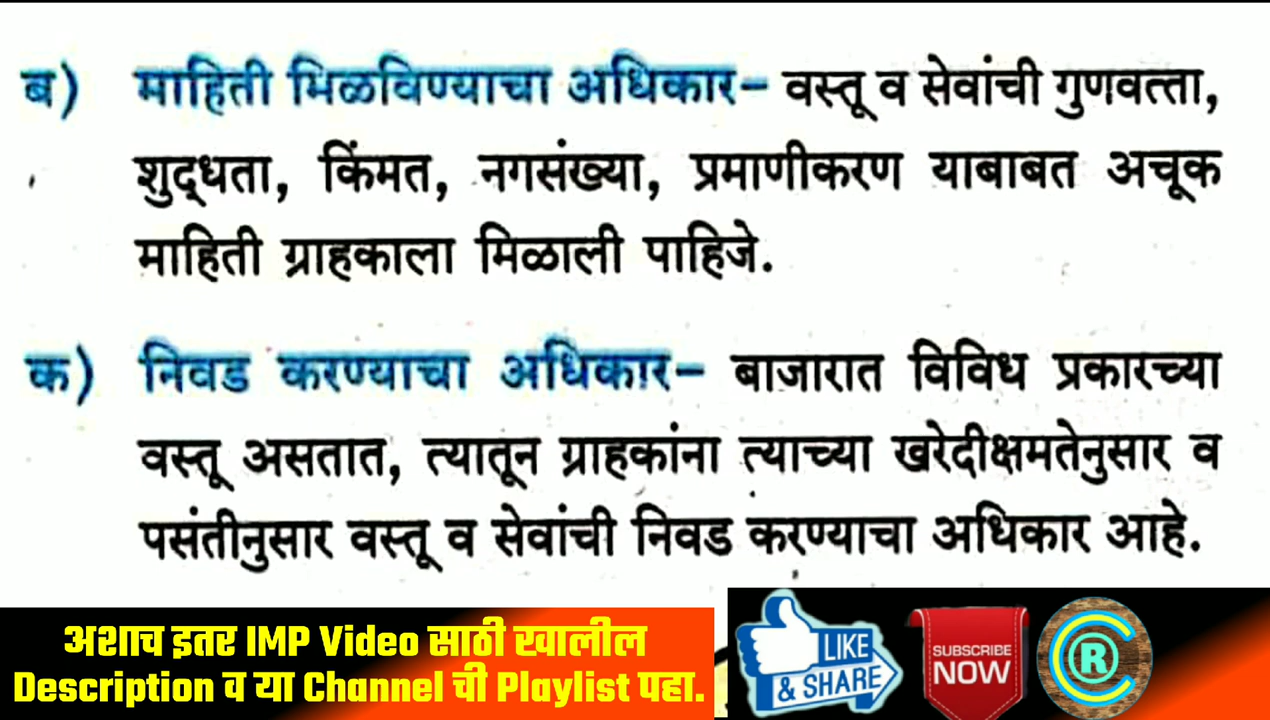 ब) माहिती मिळविण्याचा अधिकार– वस्तू व सेवांची गुणवत्ता,
शुद्धता, किंमत, नगसंख्या, प्रमाणीकरण याबाबत अचूक
माहिती ग्राहकाला मिळाली पाहिजे.
क) निवड करण्याचा अधिकार– बाजारात विविध प्रकारच्या
वस्तू असतात, त्यातून ग्राहकांना त्याच्या खरेदीक्षमतेनुसार व
पसंतीनुसार वस्तू व सेवांची निवड करण्याचा अधिकार आहे.
अशाच इतर IMP Video साठी खालील
Description व या Channel ची Playlist पहा.
LIKE
& SHARE
SUBSCRIBE
NOW
R